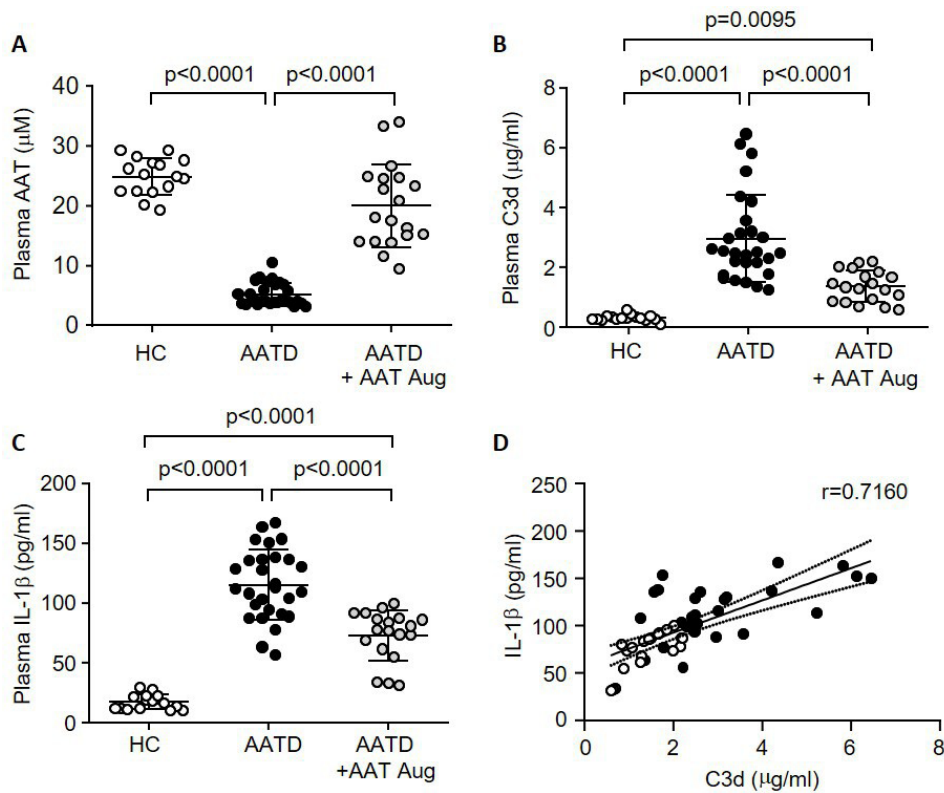 A
p<0.0001 p<0.0001
Plasma AAT (μM)
40
30
20
10
0
HC AATD AATD
+ AAT Aug
B
p=0.0095
p<0.0001 p<0.0001
Plasma C3d (μg/ml)
8
6
4
2
0
HC AATD AATD
+ AAT Aug
C
p<0.0001
p<0.0001 p<0.0001
Plasma IL-1β (pg/ml)
200
150
100
50
0
HC AATD AATD
+AAT Aug
D
r=0.7160
IL-1β (pg/ml)
250
200
150
100
50
0
0 2 4 6 8
C3d (μg/ml)